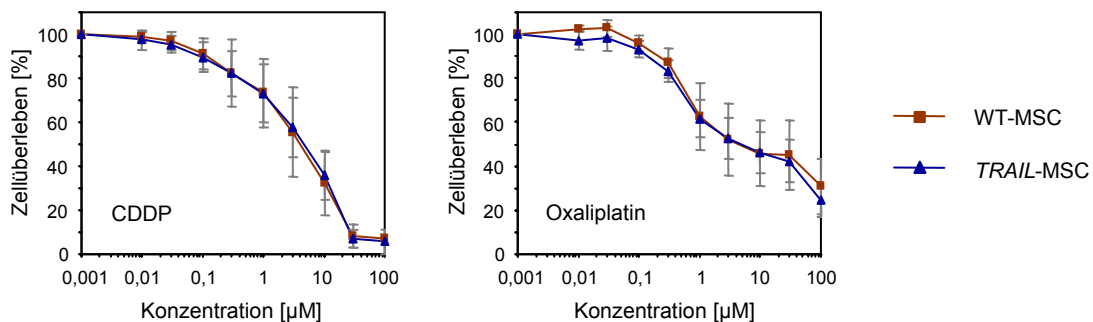 Zellüberleben [%]
100
80
60
40
20
0
CDDP
0,001 0,01 0,1 1 10 100
Konzentration [µM]
Zellüberleben [%]
100
80
60
40
20
0
Oxaliplatin
0,001 0,01 0,1 1 10 100
Konzentration [µM]
WT-MSC
TRAIL-MSC